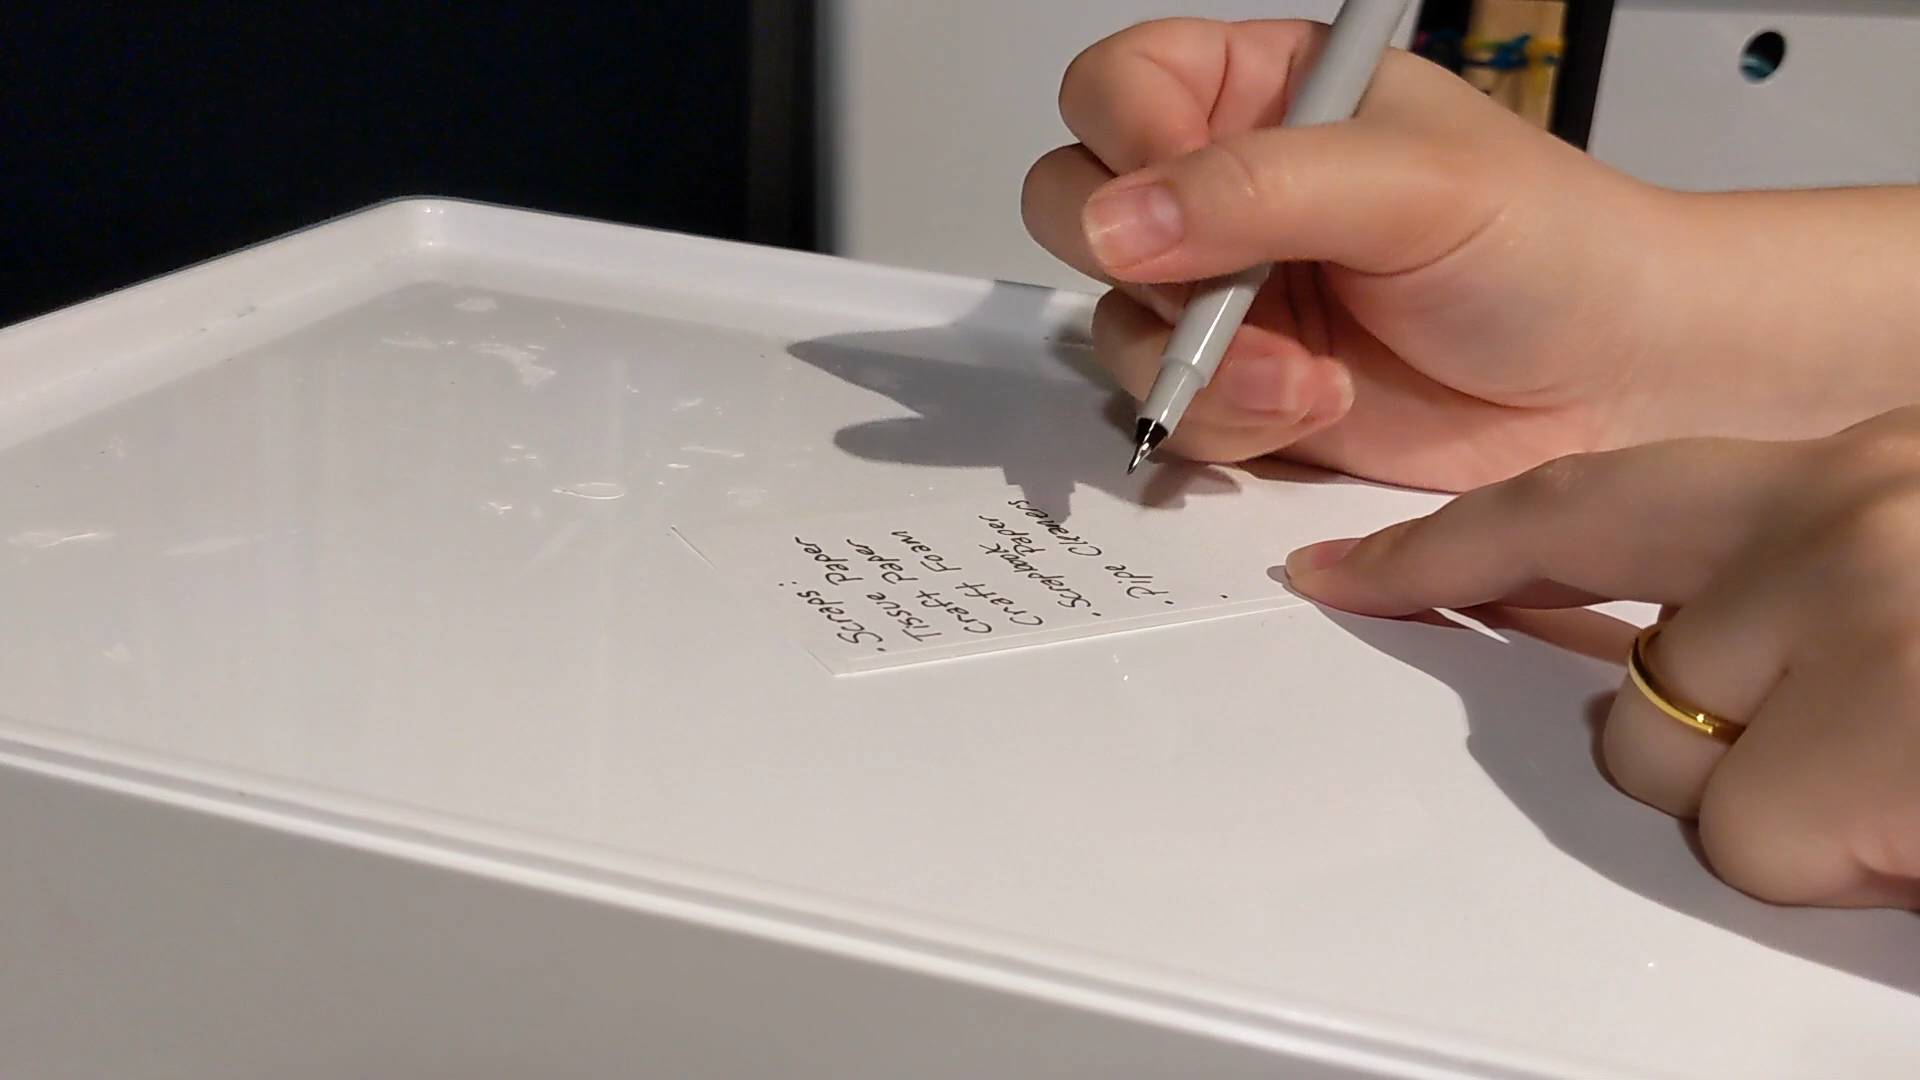 • Scraps:
Tissue Paper
Craft Paper
Craft Foam
• Scrapbook
Paper
• Pipe Cleaners
•